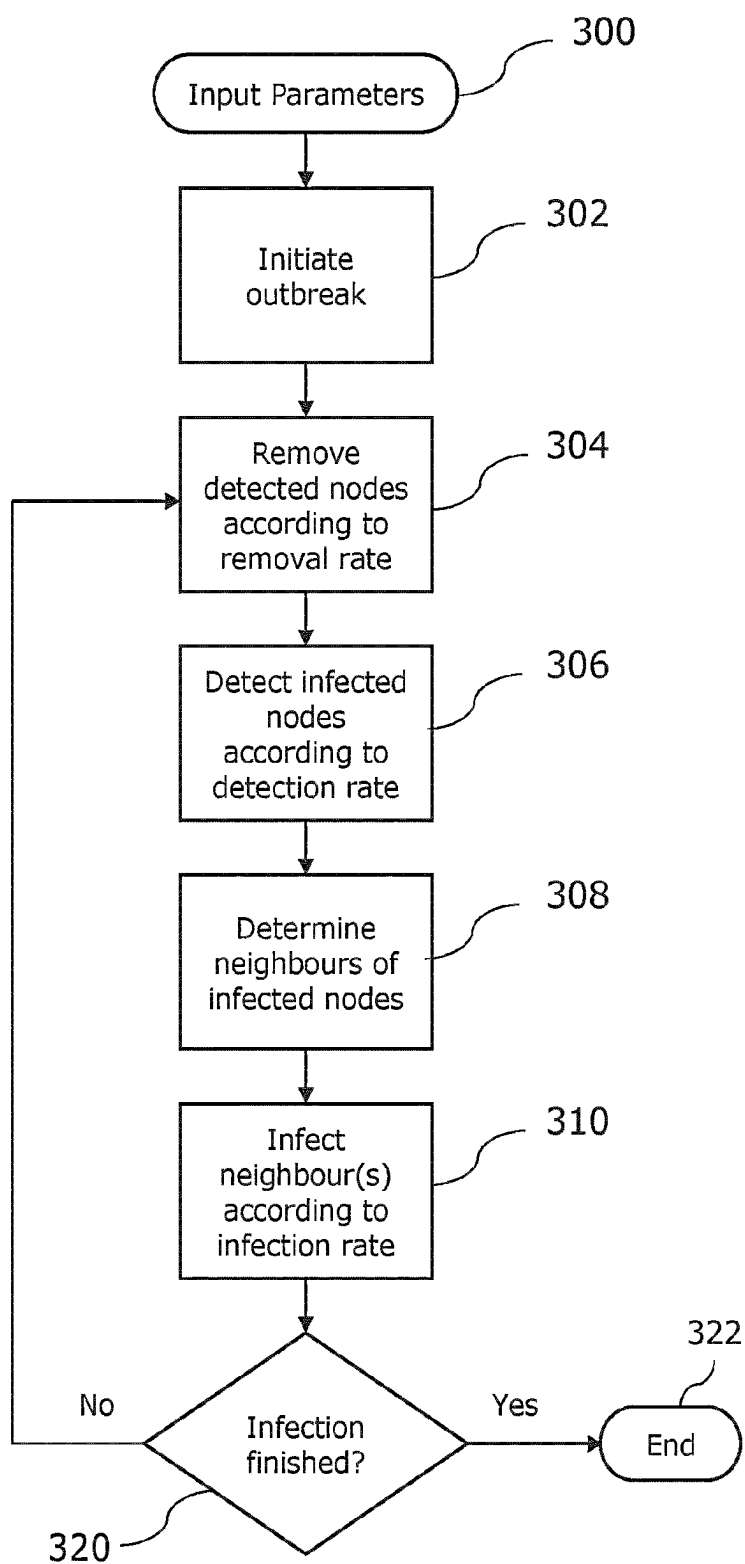 300
Input Parameters
302
Initiate
outbreak
304
Remove
detected nodes
according to
removal rate
306
Detect infected
nodes
according to
detection rate
308
Determine
neighbours of
infected nodes
310
Infect
neighbour(s)
according to
infection rate
322
No
Yes
Infection
finished?
End
320